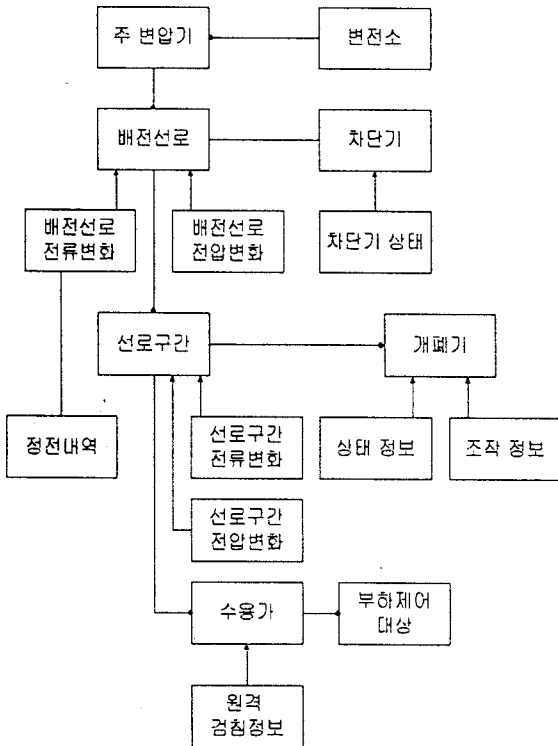 주 변압기
변전소
배전선로
차단기
배전선로
전류변화
배전선로
전압변화
차단기 상태
선로구간
개폐기
정전내역
선로구간
전류변화
상태 정보
조작 정보
선로구간
전압변화
수용가
부하제어
대상
원격
검침정보